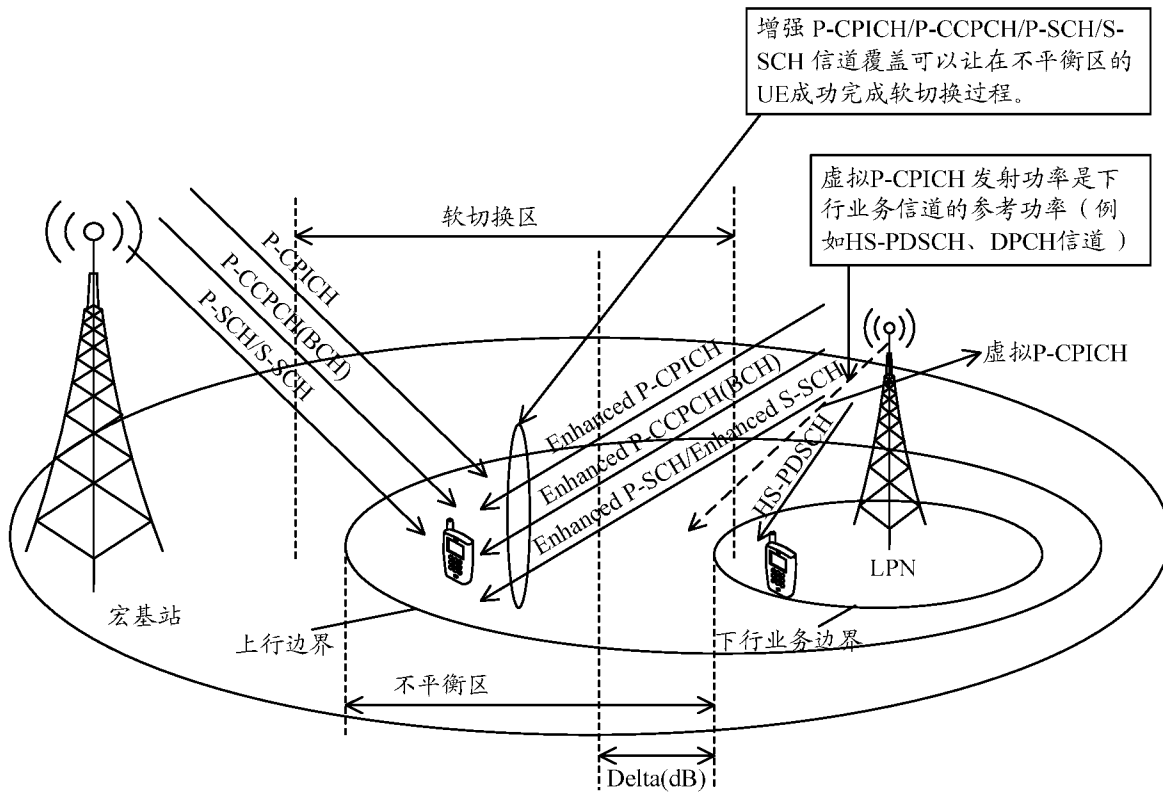 增强 P-CPICH/P-CCPCH/P-SCH/S-
SCH 信道覆盖可以让在不平衡区的
UE成功完成软切换过程。
虚拟P-CPICH 发射功率是下
行业务信道的参考功率（例
如HS-PDSCH、DPCH信道 ）
软切换区
P-CPICH
P-CCPCH(BCH)
P-SCH/S-SCH
Enhanced P-CPICH
Enhanced P-CCPCH(BCH)
Enhanced P-SCH/Enhanced S-SCH
虚拟P-CPICH
HS-PDSCH
LPN
宏基站
上行边界
下行业务边界
不平衡区
Delta(dB)